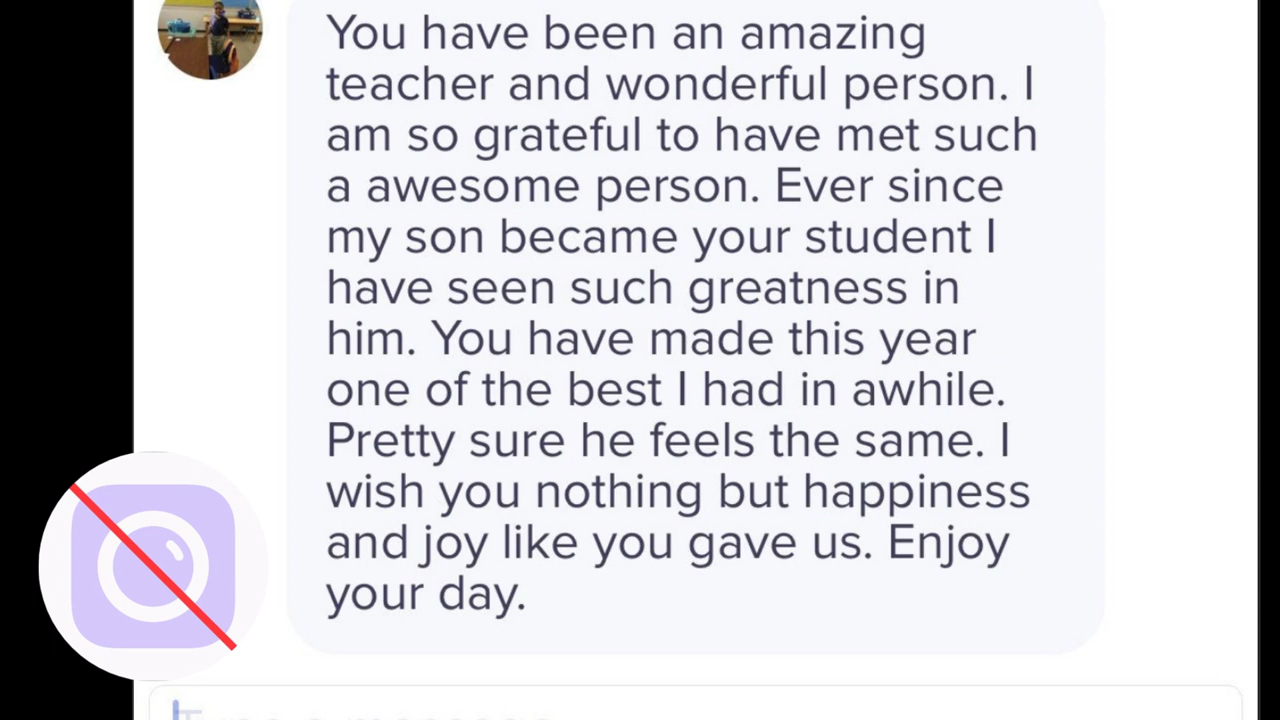 You have been an amazing
teacher and wonderful person. I
am so grateful to have met such
a awesome person. Ever since
my son became your student I
have seen such greatness in
him. You have made this year
one of the best I had in awhile.
Pretty sure he feels the same. I
wish you nothing but happiness
and joy like you gave us. Enjoy
your day.